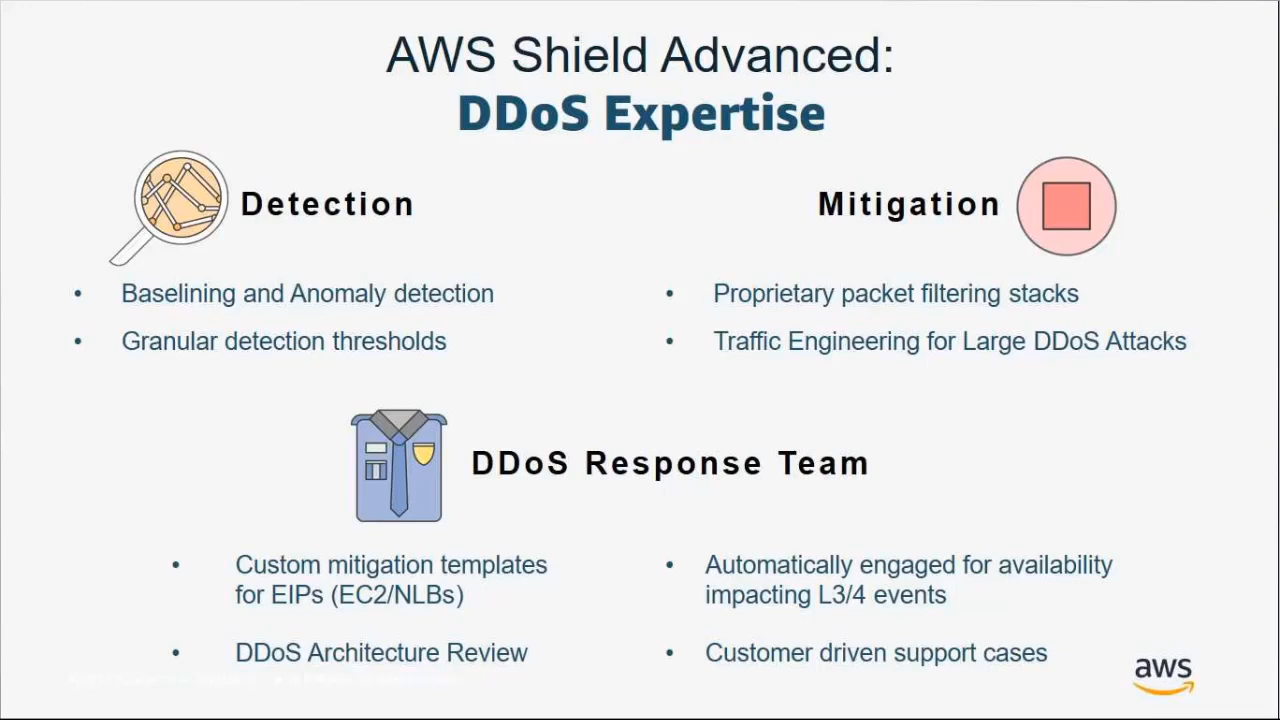 AWS Shield Advanced:
DDoS Expertise
Detection
• Baselining and Anomaly detection
• Granular detection thresholds
Mitigation
• Proprietary packet filtering stacks
• Traffic Engineering for Large DDoS Attacks
DDoS Response Team
• Custom mitigation templates
for EIPs (EC2/NLBs)
• DDoS Architecture Review
• Automatically engaged for availability
impacting L3/4 events
• Customer driven support cases
aws